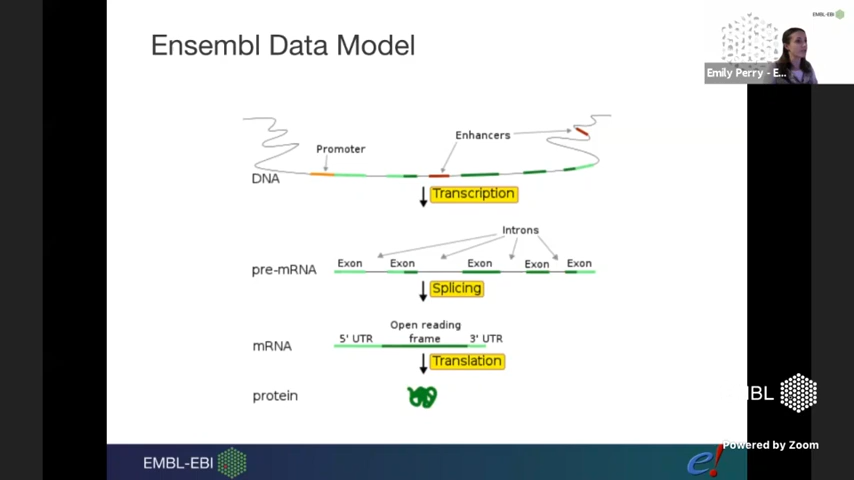 Ensembl Data Model
EMBL-EBI
Emily Perry - E...
Enhancers
Promoter
DNA
Transcription
Introns
Exon Exon Exon Exon Exon
pre-mRNA
Splicing
Open reading
5' UTR frame 3' UTR
mRNA
Translation
protein
BL
Powered by Zoom
EMBL-EBI
e!